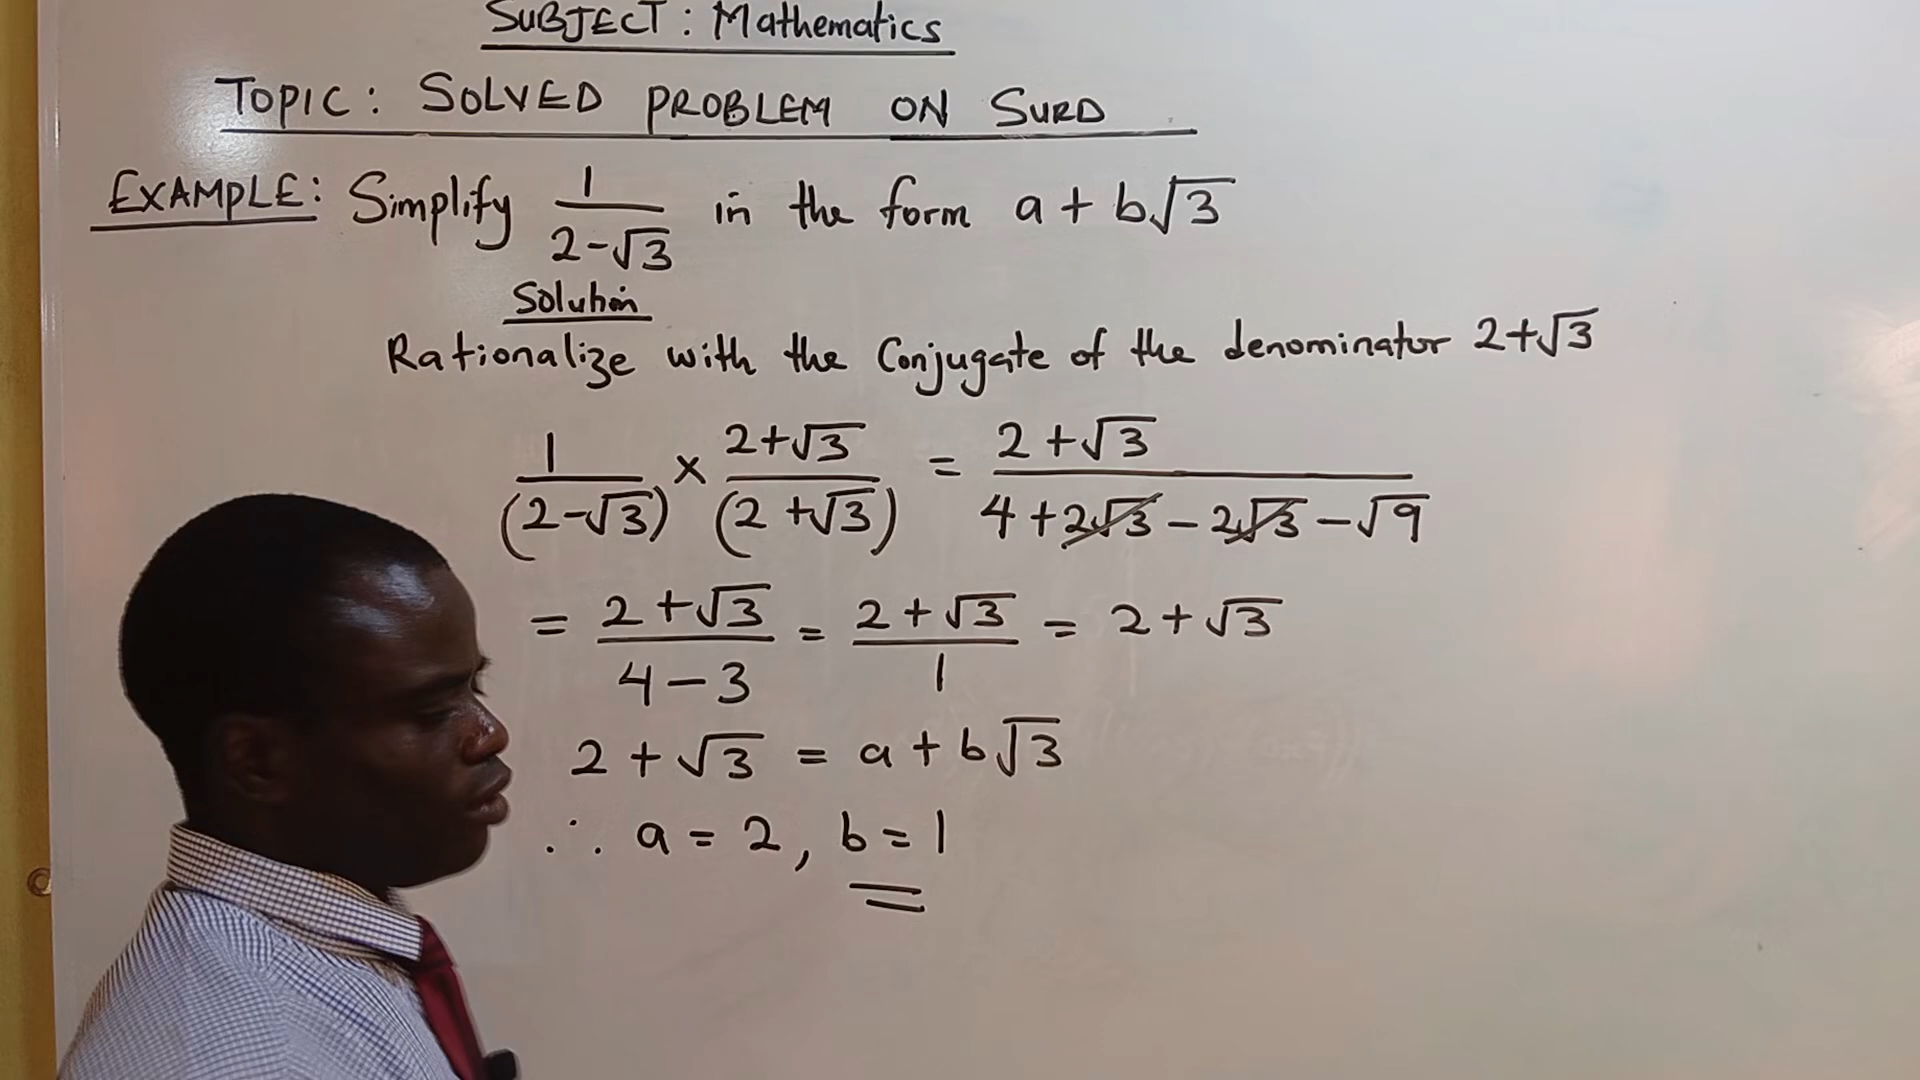 SUBJECT: Mathematics
TOPIC: SOLVED PROBLEM ON SURD
EXAMPLE: Simplify 1/(2-√3) in the form a + b√3
Solution
Rationalize with the Conjugate of the denominator 2+√3
1/(2-√3) × (2+√3)/(2+√3) = (2+√3)/(4+2√3-2√3-√9)
= (2+√3)/(4-3) = (2+√3)/1 = 2+√3
2+√3 = a + b√3
∴ a = 2, b = 1